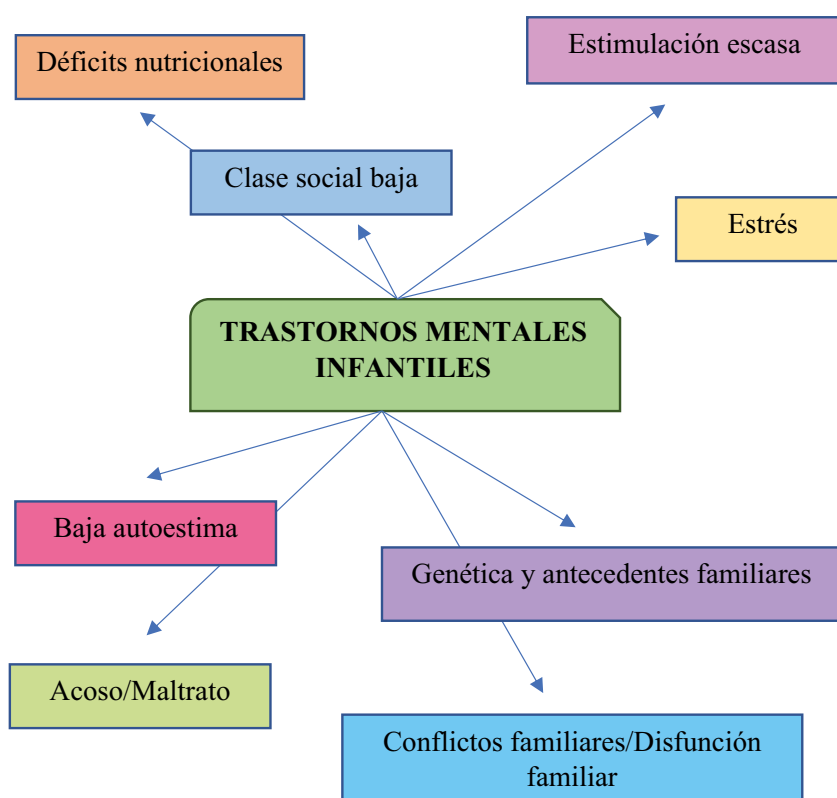 Estimulación escasa
Déficits nutricionales
Clase social baja
Estrés
TRASTORNOS MENTALES
INFANTILES
Baja autoestima
Genética y antecedentes familiares
Acoso/Maltrato
Conflictos familiares/Disfunción
familiar